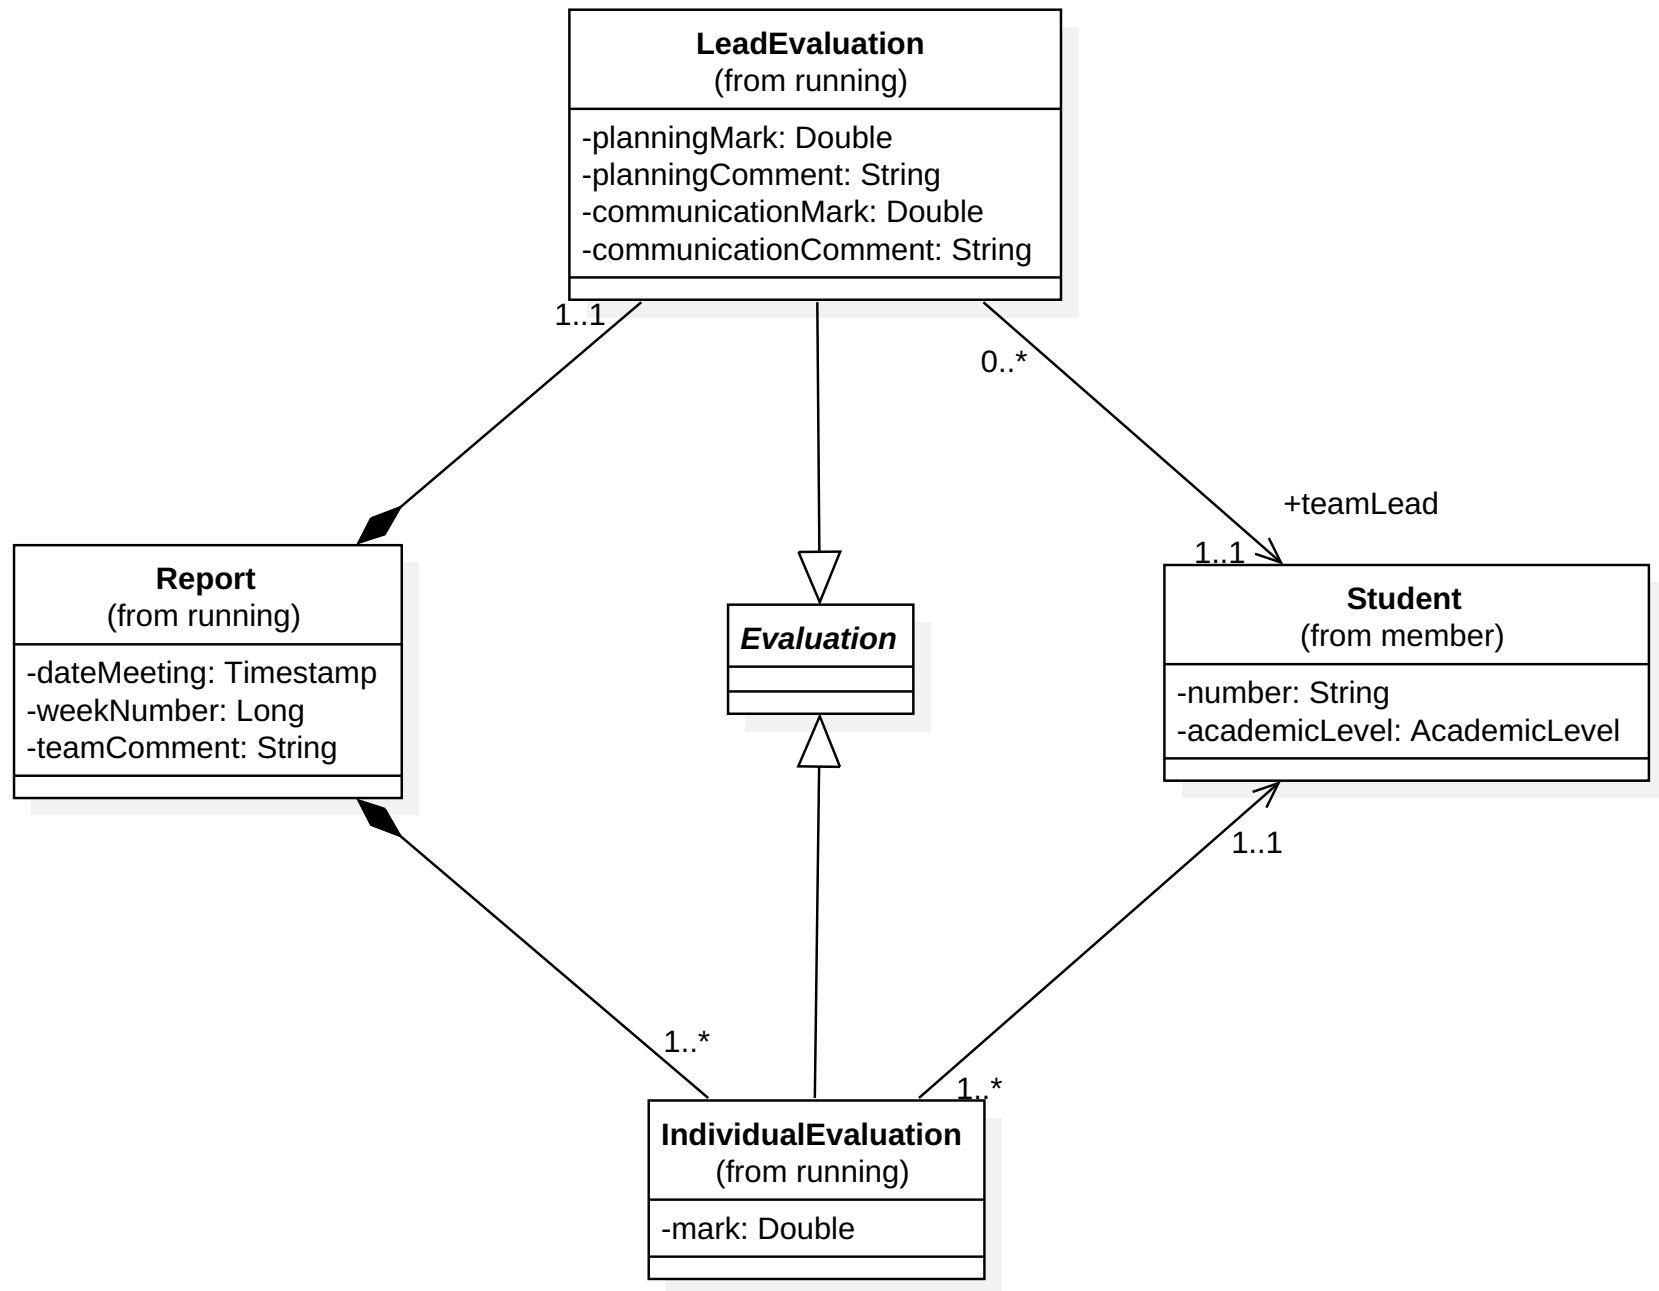 LeadEvaluation
(from running)
-planningMark: Double
-planningComment: String
-communicationMark: Double
-communicationComment: String
1..1
0..*
+teamLead
1..1
Report
(from running)
-dateMeeting: Timestamp
-weekNumber: Long
-teamComment: String
Evaluation
Student
(from member)
-number: String
-academicLevel: AcademicLevel
1..1
1..*
1..*
IndividualEvaluation
(from running)
-mark: Double